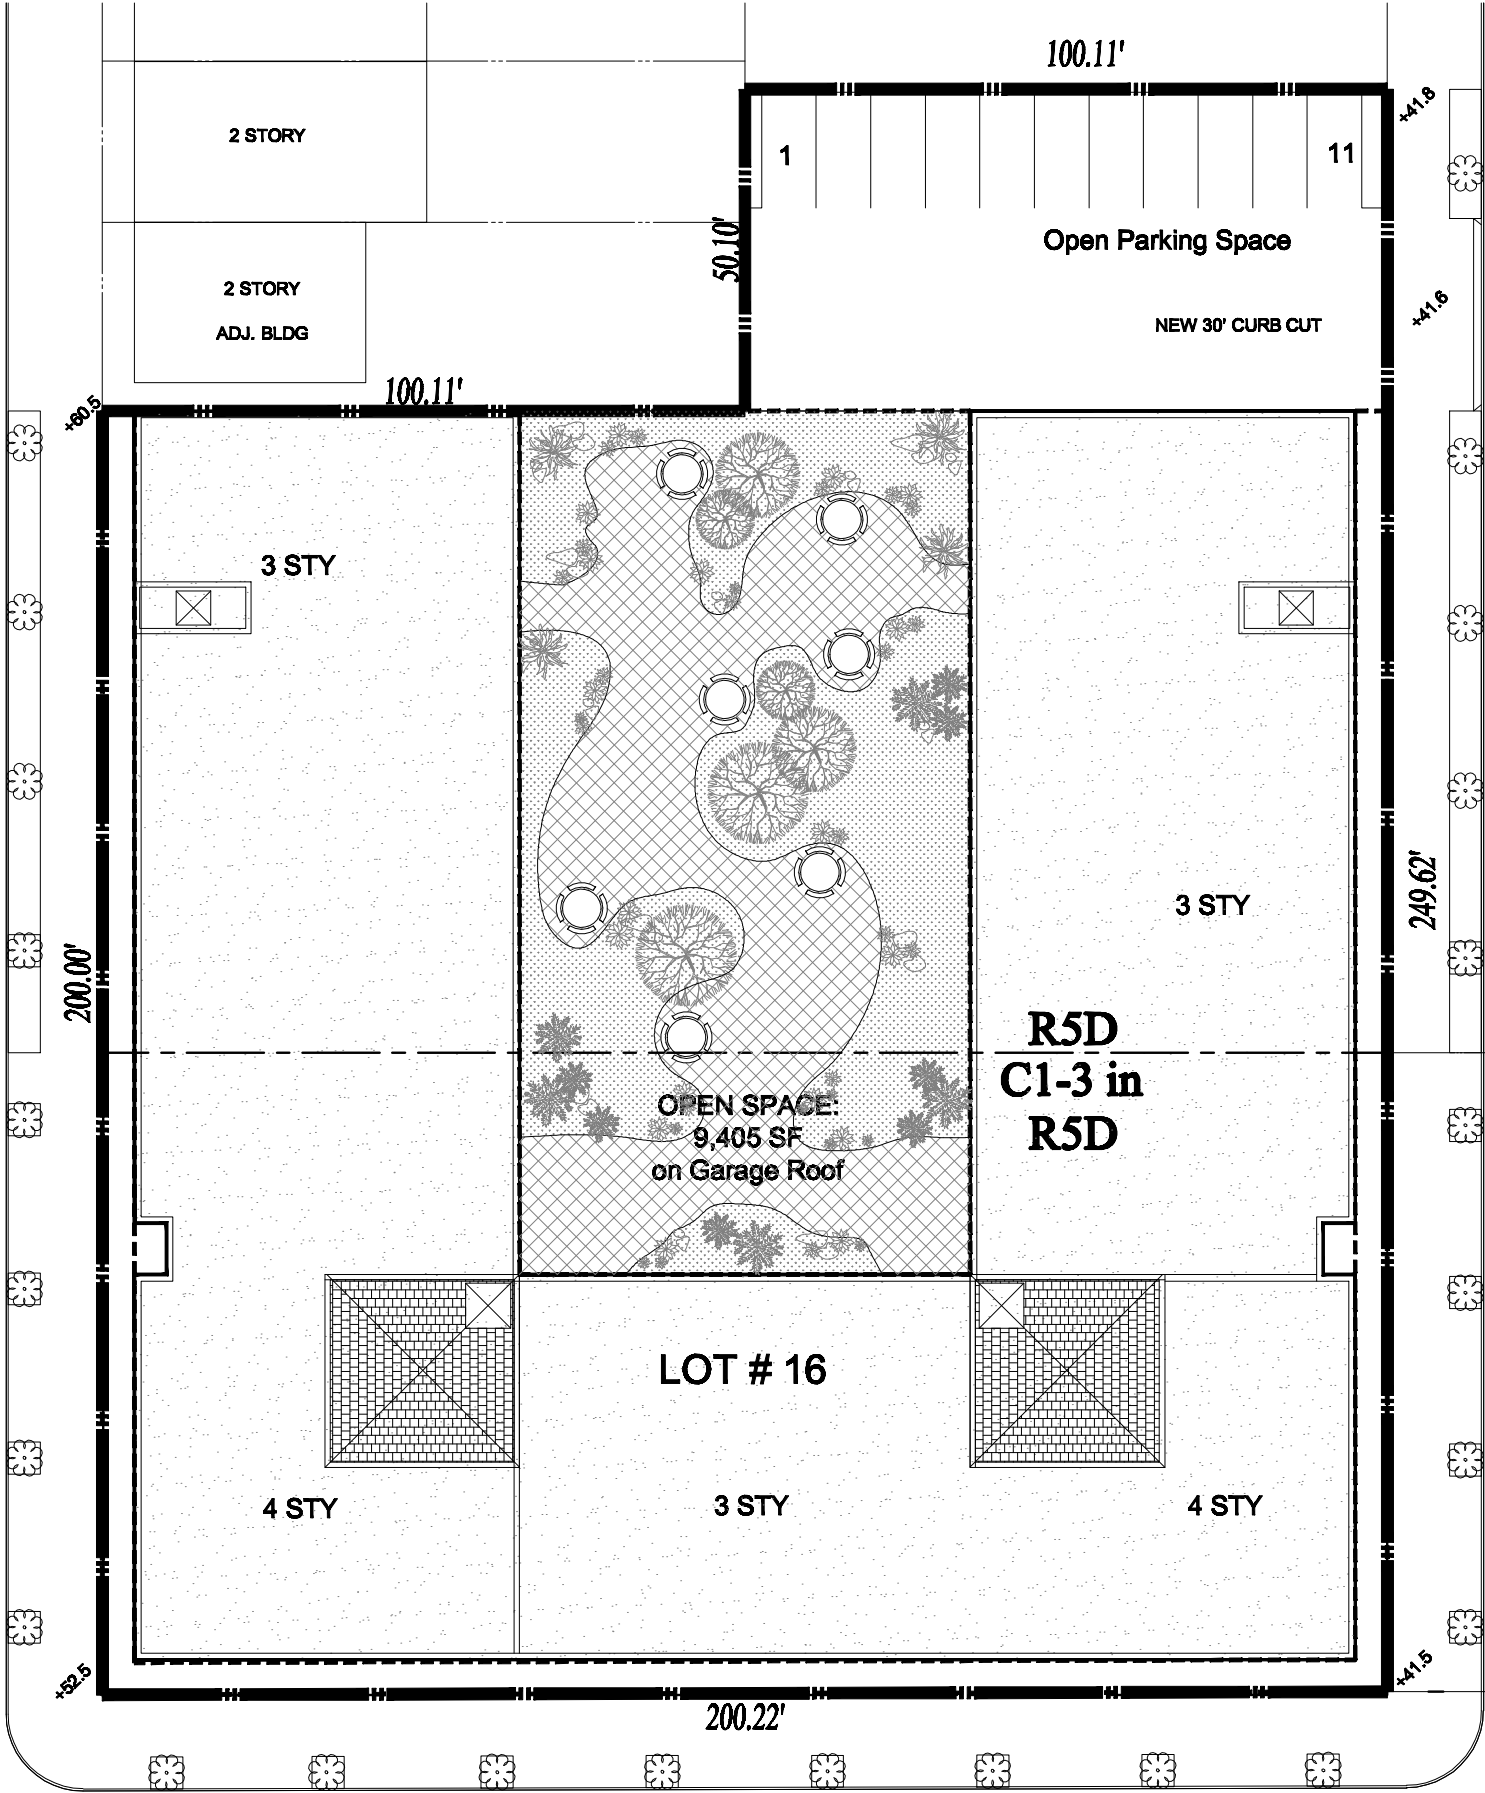 100.11'
+41.8
2 STORY
1
11
50.10'
Open Parking Space
2 STORY
ADJ. BLDG
NEW 30' CURB CUT
+41.6
100.11'
+60.5
3 STY
3 STY
249.62'
200.00'
R5D
C1-3 in
R5D
OPEN SPACE:
9,405 SF
on Garage Roof
LOT # 16
4 STY
3 STY
4 STY
+52.5
+41.5
200.22'